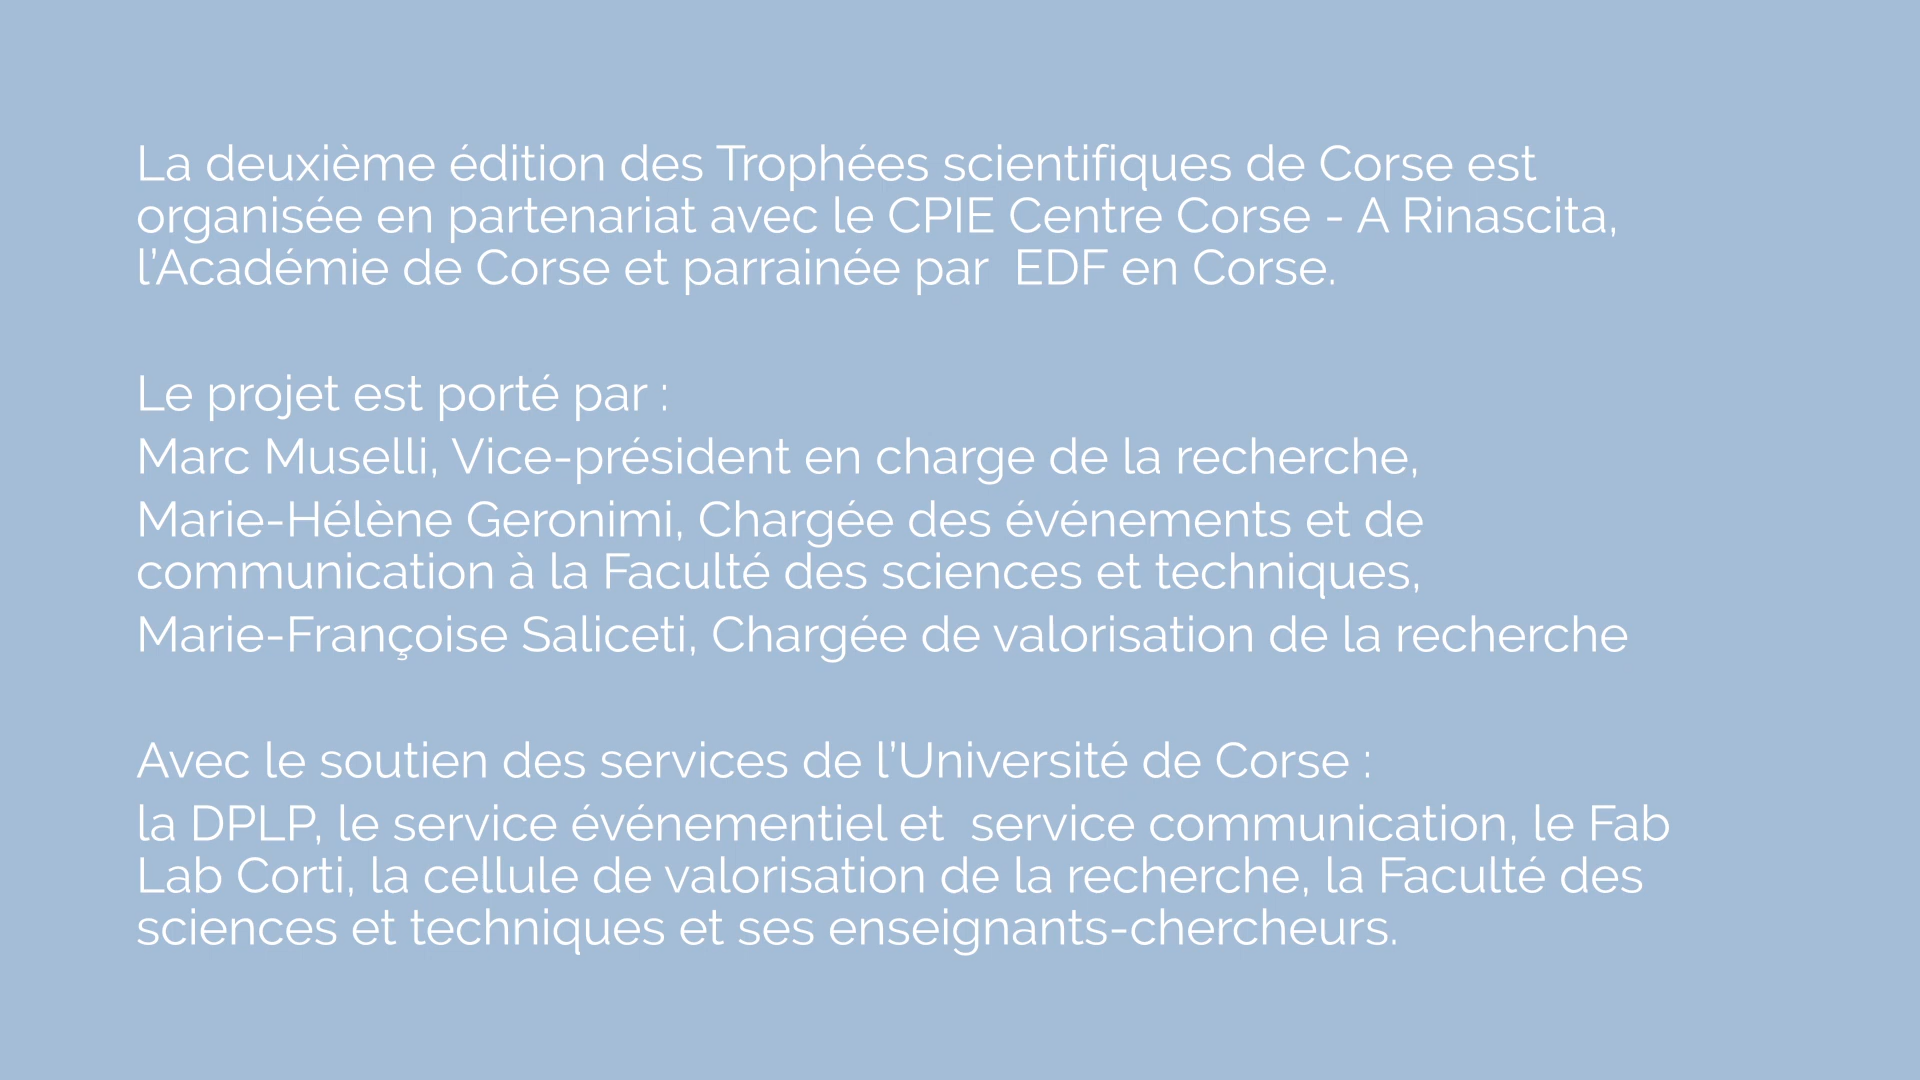 La deuxième édition des Trophées scientifiques de Corse est
organisée en partenariat avec le CPIE Centre Corse - A Rinascita,
l'Académie de Corse et parrainée par  EDF en Corse.
Le projet est porté par :
Marc Muselli, Vice-président en charge de la recherche,
Marie-Hélène Geronimi, Chargée des événements et de
communication à la Faculté des sciences et techniques,
Marie-Françoise Saliceti, Chargée de valorisation de la recherche
Avec le soutien des services de l'Université de Corse :
la DPLP, le service événementiel et  service communication, le Fab
Lab Corti, la cellule de valorisation de la recherche, la Faculté des
sciences et techniques et ses enseignants-chercheurs.